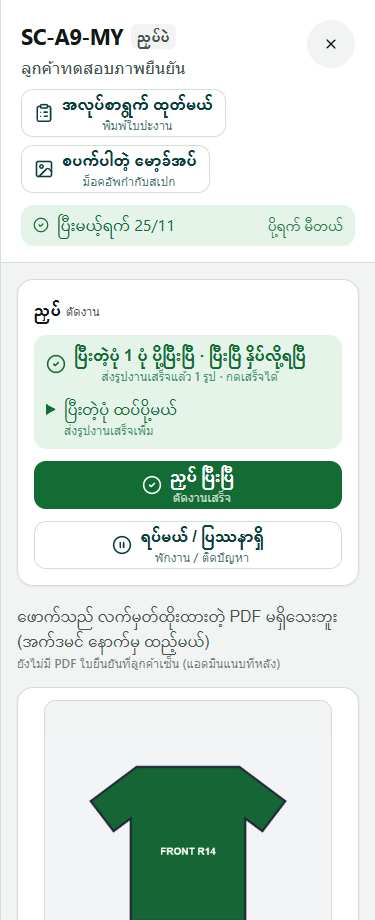 SC-A9-MY ညှပ်ပဲ
ลูกค้าทดสอบภาพยืนยัน
အလုပ်စာရွက် ထုတ်မယ်
พิมพ์ใบปะงาน
စပက်ပါတဲ့ မော့ခ်အပ်
ม็อคอัพกำกับสเปก
ပြီးမယ့်ရက် 25/11 ပို့ရက် မီတယ်
ညှပ် ตัดงาน
ပြီးတဲ့ပုံ 1 ပုံ ပို့ပြီးပြီ · ပြီးပြီ နှိပ်လို့ရပြီ
ส่งรูปงานเสร็จแล้ว 1 รูป · กดเสร็จได้
ပြီးတဲ့ပုံ ထပ်ပို့မယ်
ส่งรูปงานเสร็จเพิ่ม
ညှပ် ပြီးပြီ
ตัดงานเสร็จ
ရပ်မယ် / ပြဿနာရှိ
พักงาน / ติดปัญหา
ဖောက်သည် လက်မှတ်ထိုးထားတဲ့ PDF မရှိသေးဘူး
(အက်ဒမင် နောက်မှ ထည့်မယ်)
ยังไม่มี PDF ใบยืนยันที่ลูกค้าเซ็น (แอดมินแนบทีหลัง)
FRONT R14